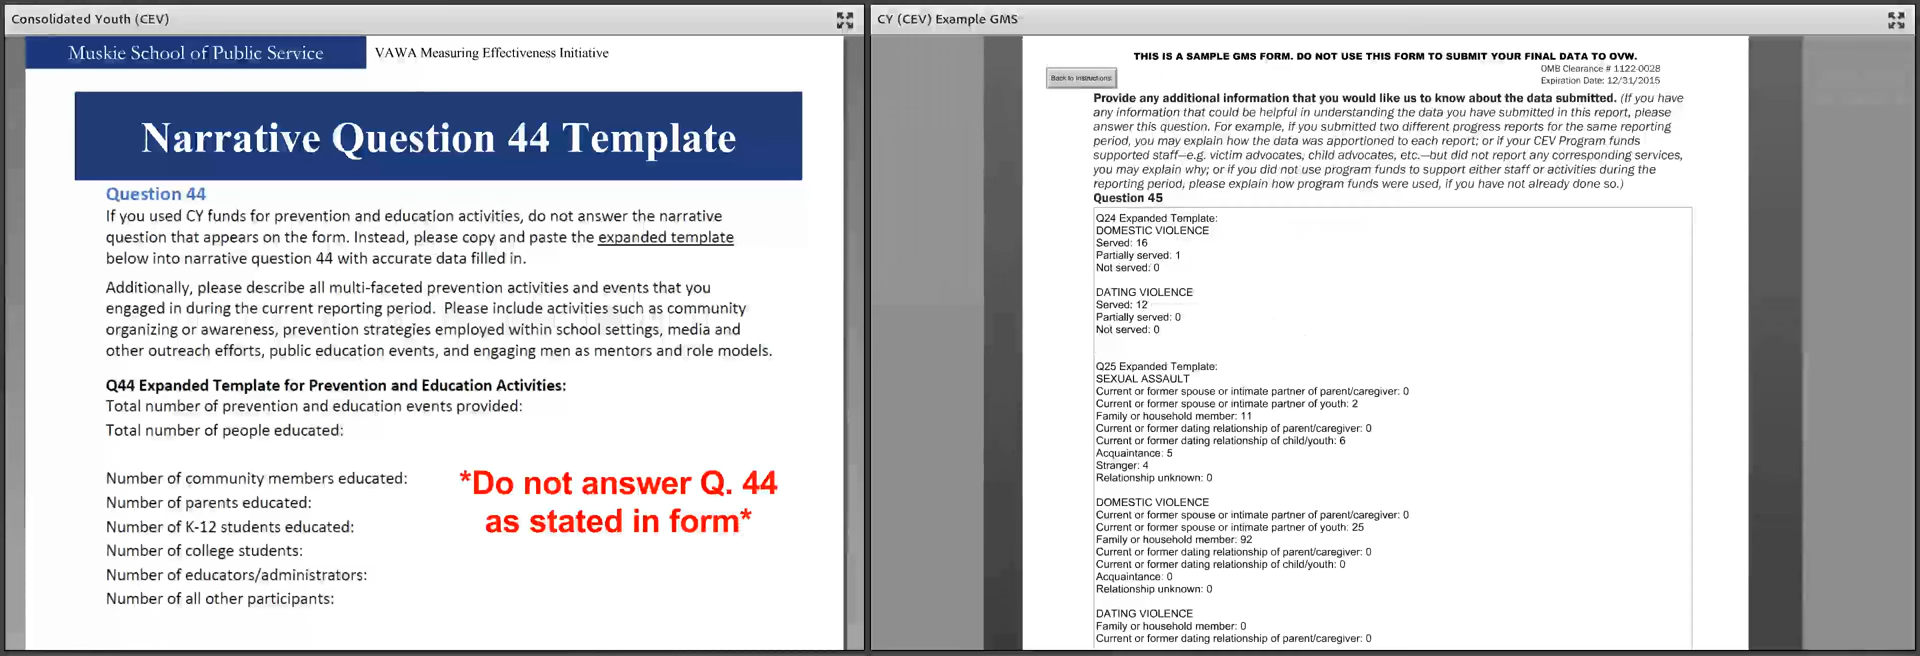 Consolidated Youth (CEV)
Muskie School of Public Service
VAWA Measuring Effectiveness Initiative
Narrative Question 44 Template
Question 44
If you used CY funds for prevention and education activities, do not answer the narrative
question that appears on the form. Instead, please copy and paste the expanded template
below into narrative question 44 with accurate data filled in.
Additionally, please describe all multi-faceted prevention activities and events that you
engaged in during the current reporting period. Please include activities such as community
organizing or awareness, prevention strategies employed within school settings, media and
other outreach efforts, public education events, and engaging men as mentors and role models.
Q44 Expanded Template for Prevention and Education Activities:
Total number of prevention and education events provided:
Total number of people educated:
Number of community members educated:
Number of parents educated:
Number of K-12 students educated:
Number of college students:
Number of educators/administrators:
Number of all other participants:
*Do not answer Q. 44
as stated in form*
CY (CEV) Example GMS
THIS IS A SAMPLE GMS FORM. DO NOT USE THIS FORM TO SUBMIT YOUR FINAL DATA TO OVW.
OMB Clearance # 1122-0028
Expiration Date: 12/31/2015
Back to Instructions
Provide any additional information that you would like us to know about the data submitted. (If you have
any information that could be helpful in understanding the data you have submitted in this report, please
answer this question. For example, if you submitted two different progress reports for the same reporting
period, you may explain how the data was apportioned to each report; or if your CEV Program funds
supported staff—e.g. victim advocates, child advocates, etc.—but did not report any corresponding services,
you may explain why; or if you did not use program funds to support either staff or activities during the
reporting period, please explain how program funds were used, if you have not already done so.)
Question 45
Q24 Expanded Template:
DOMESTIC VIOLENCE
Served: 16
Partially served: 1
Not served: 0
DATING VIOLENCE
Served: 12
Partially served: 0
Not served: 0
Q25 Expanded Template:
SEXUAL ASSAULT
Current or former spouse or intimate partner of parent/caregiver: 0
Current or former spouse or intimate partner of youth: 2
Family or household member: 11
Current or former dating relationship of parent/caregiver: 0
Current or former dating relationship of child/youth: 6
Acquaintance: 5
Stranger: 4
Relationship unknown: 0
DOMESTIC VIOLENCE
Current or former spouse or intimate partner of parent/caregiver: 0
Current or former spouse or intimate partner of youth: 25
Family or household member: 92
Current or former dating relationship of parent/caregiver: 0
Current or former dating relationship of child/youth: 0
Acquaintance: 0
Relationship unknown: 0
DATING VIOLENCE
Family or household member: 0
Current or former dating relationship of parent/caregiver: 0